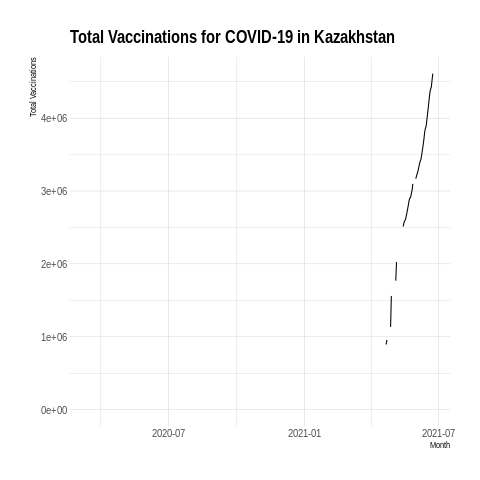 Total Vaccinations for COVID-19 in Kazakhstan
Total Vaccinations
4e+06
3e+06
2e+06
1e+06
0e+00
2020-07
2021-01
2021-07
Month